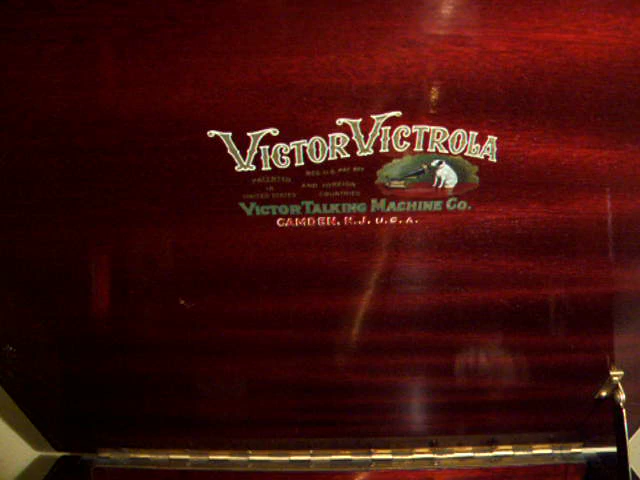 VICTOR VICTROLA
REG. U.S. PAT. OFF.
PATENTED
IN
UNITED STATES
AND FOREIGN
COUNTRIES
VICTOR TALKING MACHINE CO.
CAMDEN, N.J. U.S.A.